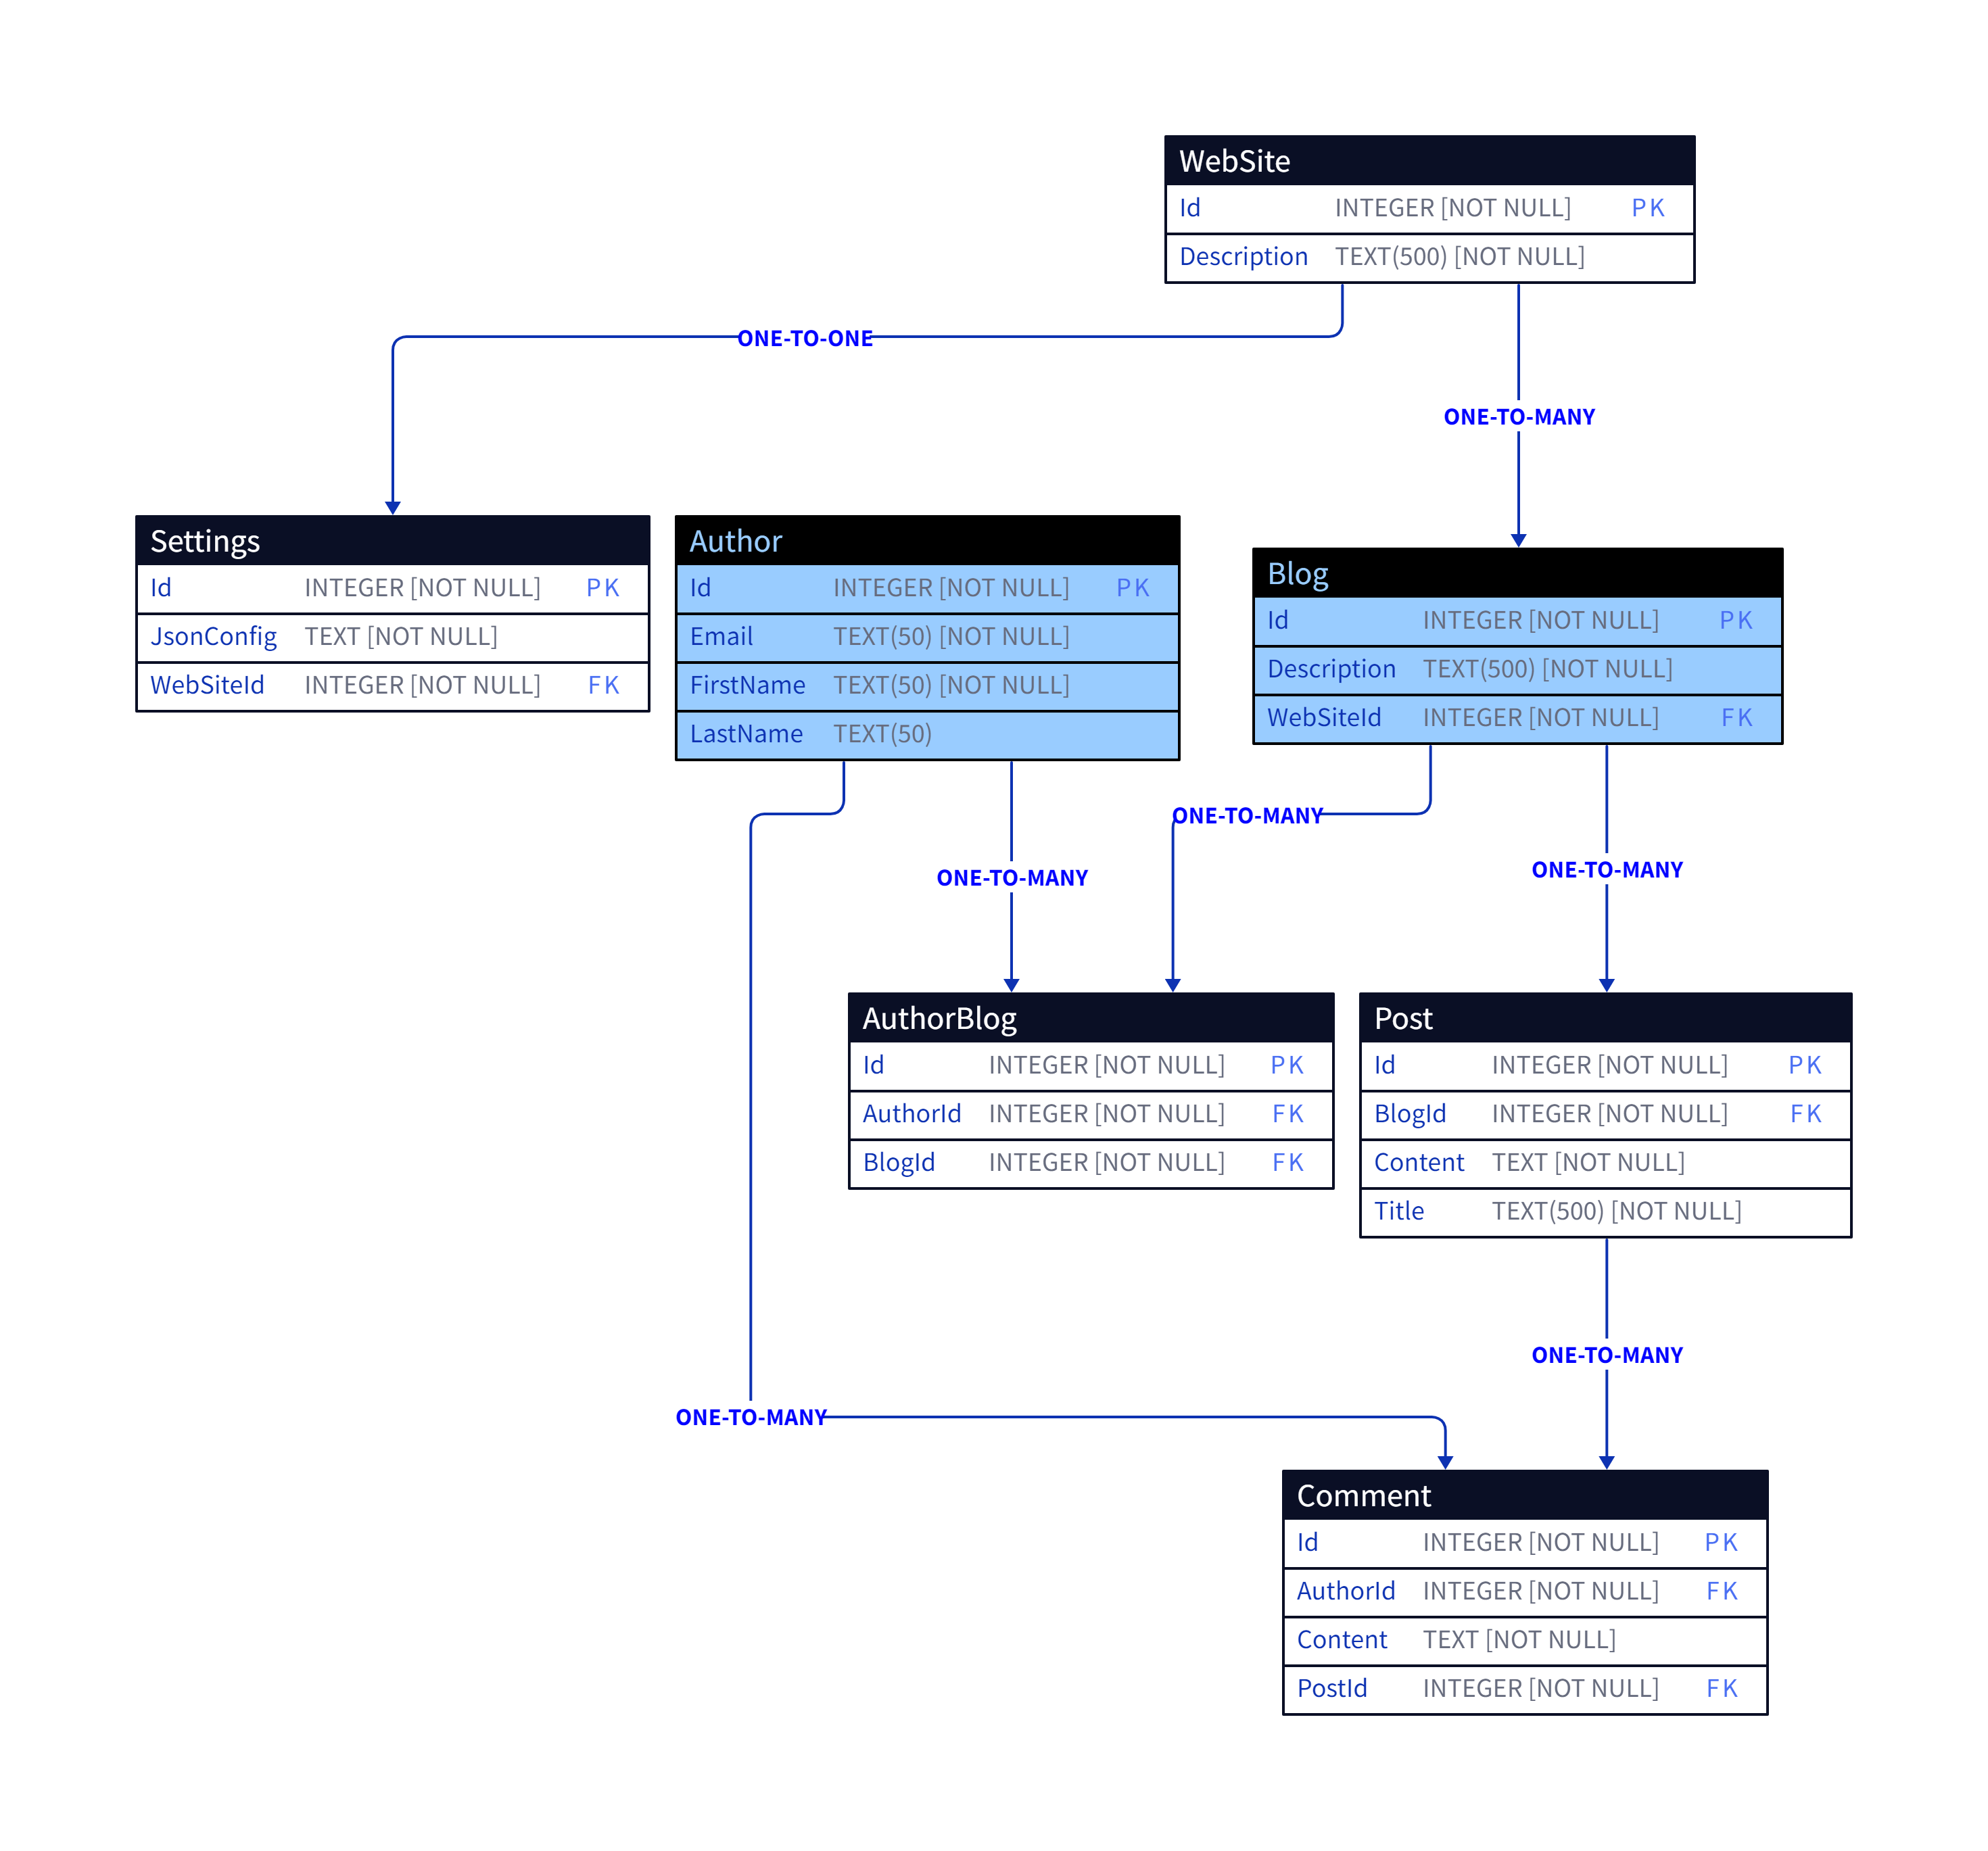 WebSite
Id INTEGER [NOT NULL] PK
Description TEXT(500) [NOT NULL]
ONE-TO-ONE
ONE-TO-MANY
Settings
Id INTEGER [NOT NULL] PK
JsonConfig TEXT [NOT NULL]
WebSiteId INTEGER [NOT NULL] FK
Author
Id INTEGER [NOT NULL] PK
Email TEXT(50) [NOT NULL]
FirstName TEXT(50) [NOT NULL]
LastName TEXT(50)
Blog
Id INTEGER [NOT NULL] PK
Description TEXT(500) [NOT NULL]
WebSiteId INTEGER [NOT NULL] FK
ONE-TO-MANY
ONE-TO-MANY
ONE-TO-MANY
AuthorBlog
Id INTEGER [NOT NULL] PK
AuthorId INTEGER [NOT NULL] FK
BlogId INTEGER [NOT NULL] FK
Post
Id INTEGER [NOT NULL] PK
BlogId INTEGER [NOT NULL] FK
Content TEXT [NOT NULL]
Title TEXT(500) [NOT NULL]
ONE-TO-MANY
ONE-TO-MANY
Comment
Id INTEGER [NOT NULL] PK
AuthorId INTEGER [NOT NULL] FK
Content TEXT [NOT NULL]
PostId INTEGER [NOT NULL] FK